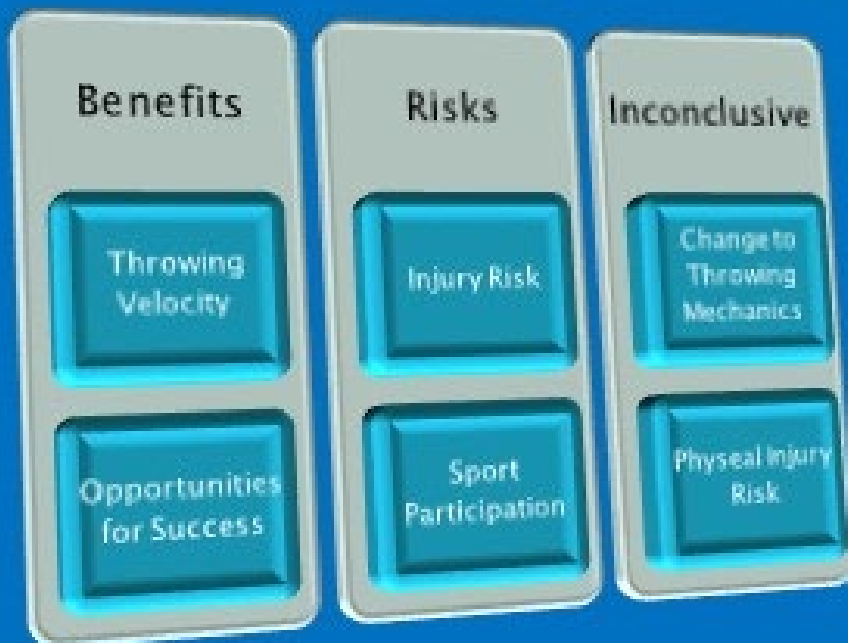 Benefits
Throwing
Velocity
Opportunities
for Success
Risks
Injury Risk
Sport
Participation
Inconclusive
Change to
Throwing
Mechanics
Physeal Injury
Risk